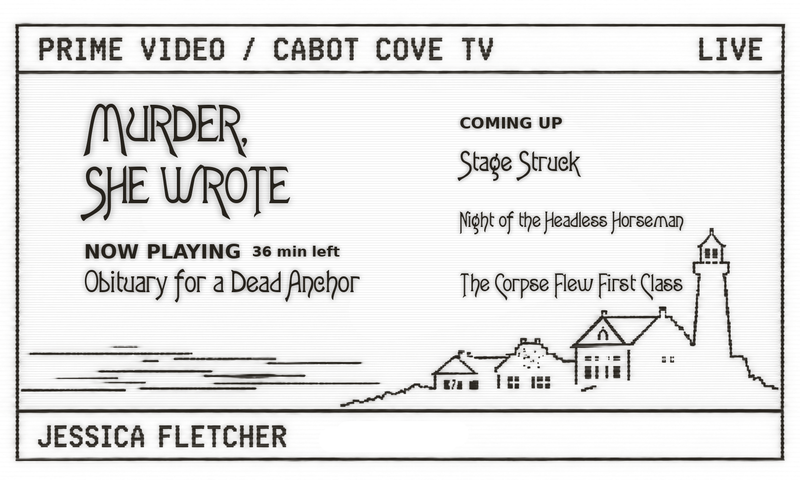 PRIME VIDEO / CABOT COVE TV
LIVE
MURDER,
SHE WROTE
NOW PLAYING 36 min left
Obituary for a Dead Anchor
COMING UP
Stage Struck
Night of the Headless Horseman
The Corpse Flew First Class
JESSICA FLETCHER